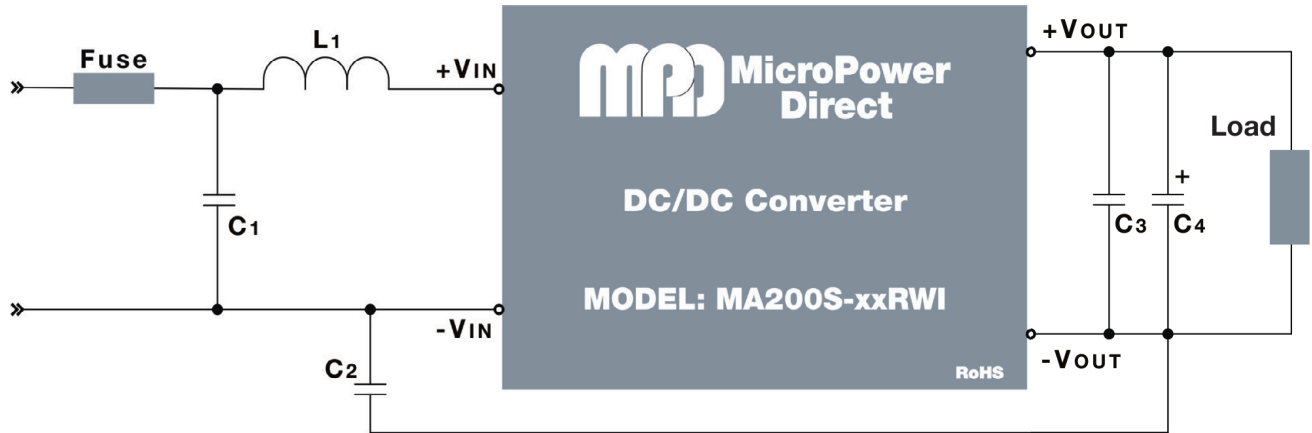 Fuse
L1
+VIN
C1
-VIN
C2
MPD MicroPower
Direct
DC/DC Converter
MODEL: MA200S-xxRWI
RoHS
+VOUT
Load
+
C3
C4
-VOUT